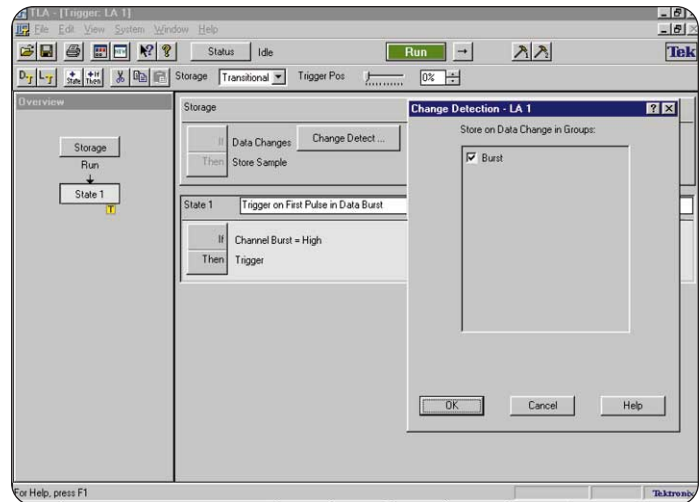 TLA - [Trigger: LA 1]
File Edit View System Window Help
Status Idle Run Tek
Storage Transitional Trigger Pos 0%
Overview
Storage
Run
State 1
T
Storage
If Data Changes Change Detect ...
Then Store Sample
State 1 Trigger on First Pulse in Data Burst
If Channel Burst = High
Then Trigger
Change Detection - LA 1
Store on Data Change in Groups:
Burst
OK Cancel Help
For Help, press F1